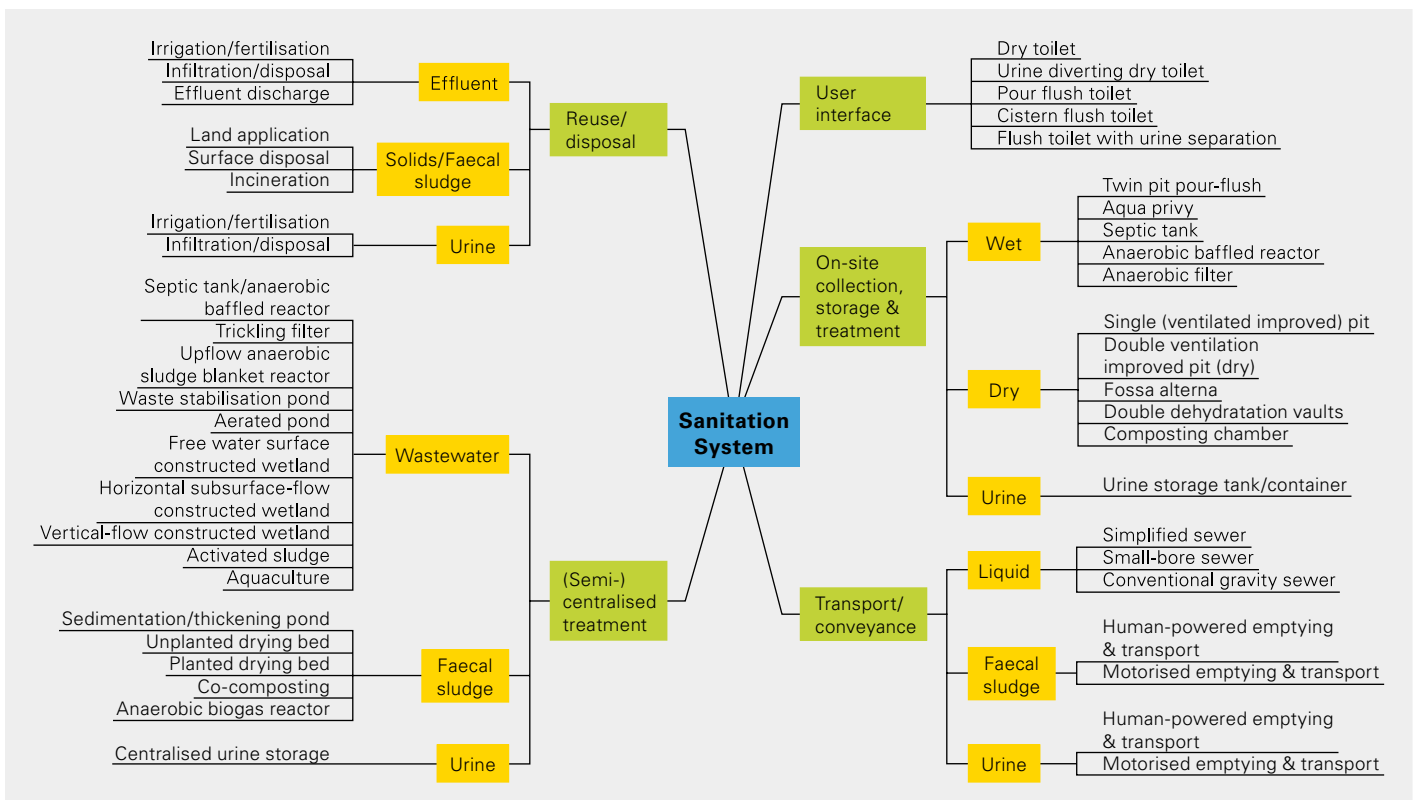 Irrigation/fertilisation
Infiltration/disposal
Effluent discharge
Effluent
Land application
Surface disposal
Incineration
Solids/Faecal
sludge
Irrigation/fertilisation
Infiltration/disposal
Urine
Reuse/
disposal
Septic tank/anaerobic
baffled reactor
Trickling filter
Upflow anaerobic
sludge blanket reactor
Waste stabilisation pond
Aerated pond
Free water surface
constructed wetland
Horizontal subsurface-flow
constructed wetland
Vertical-flow constructed wetland
Activated sludge
Aquaculture
Wastewater
Sedimentation/thickening pond
Unplanted drying bed
Planted drying bed
Co-composting
Anaerobic biogas reactor
Faecal
sludge
Centralised urine storage
Urine
(Semi-)
centralised
treatment
Sanitation
System
User
interface
Dry toilet
Urine diverting dry toilet
Pour flush toilet
Cistern flush toilet
Flush toilet with urine separation
On-site
collection,
storage &
treatment
Wet
Twin pit pour-flush
Aqua privy
Septic tank
Anaerobic baffled reactor
Anaerobic filter
Dry
Single (ventilated improved) pit
Double ventilation
improved pit (dry)
Fossa alterna
Double dehydratation vaults
Composting chamber
Urine
Urine storage tank/container
Transport/
conveyance
Liquid
Simplified sewer
Small-bore sewer
Conventional gravity sewer
Faecal
sludge
Human-powered emptying
& transport
Motorised emptying & transport
Urine
Human-powered emptying
& transport
Motorised emptying & transport